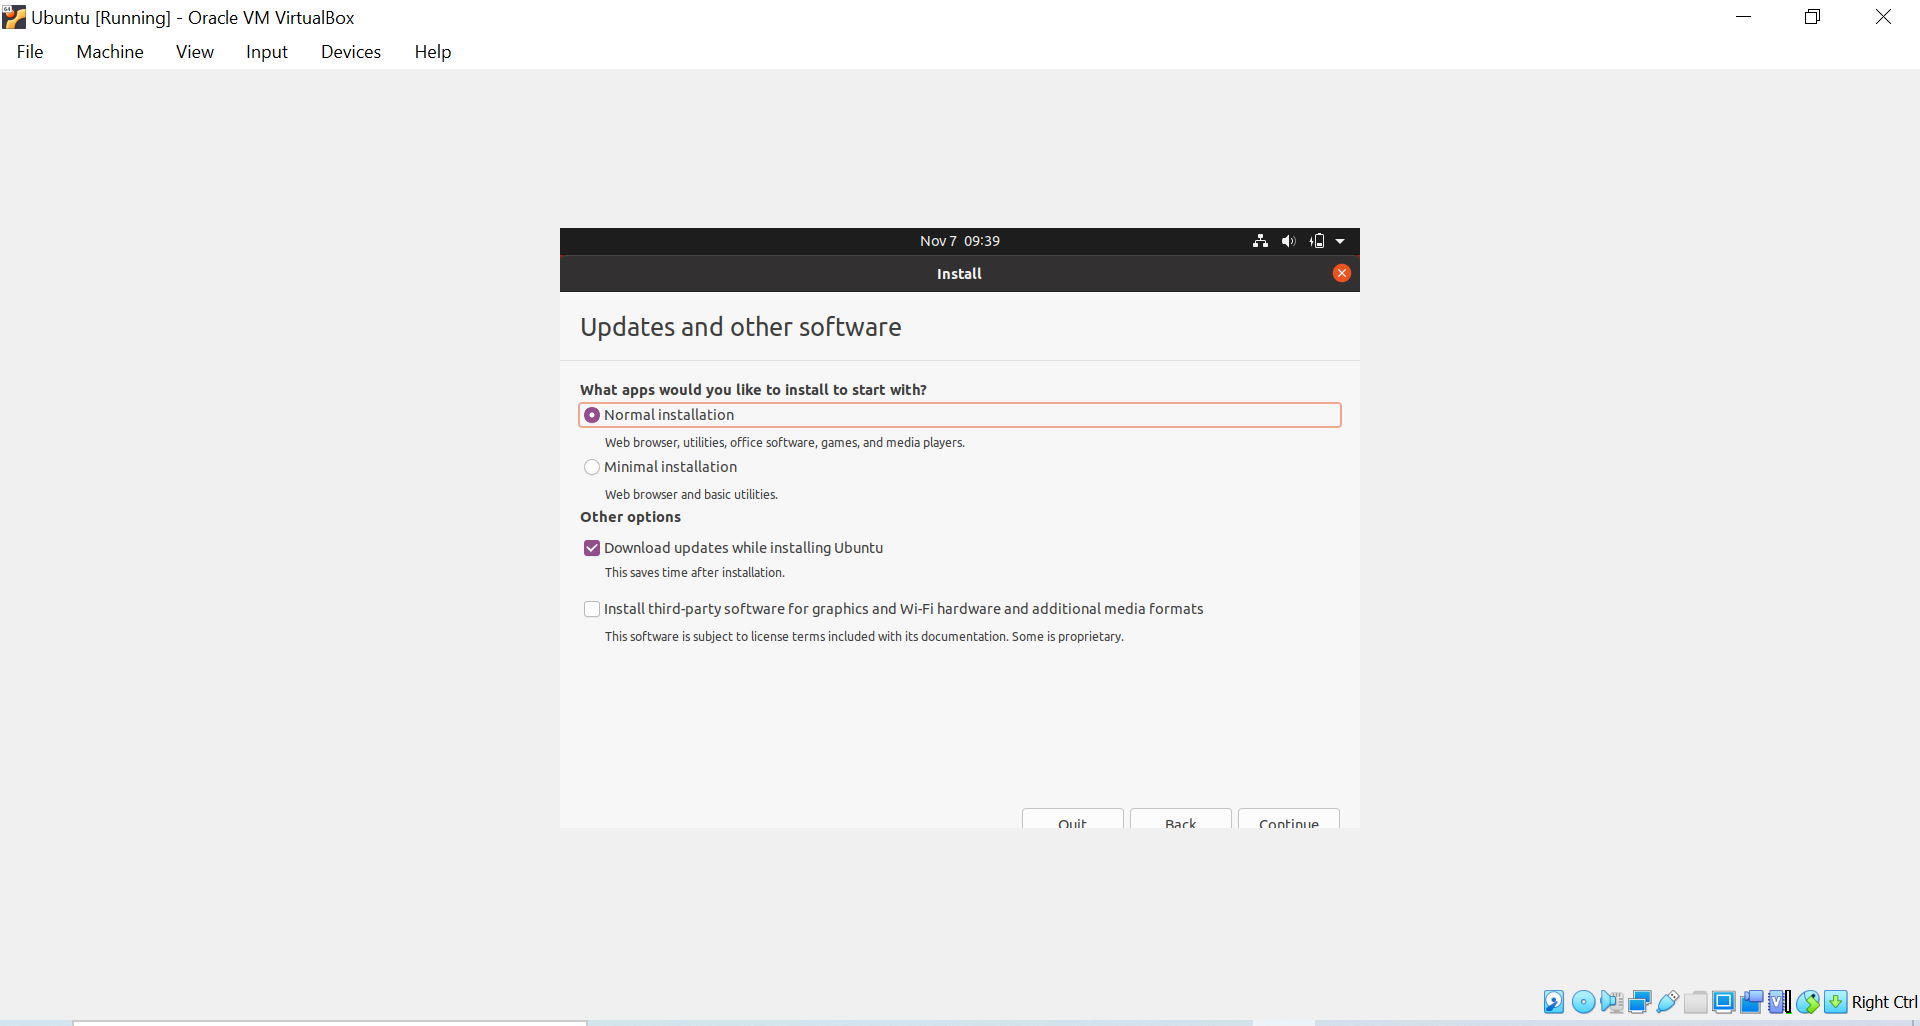 Ubuntu [Running] - Oracle VM VirtualBox
File Machine View Input Devices Help
Nov 7 09:39
Install
Updates and other software
What apps would you like to install to start with?
Normal installation
Web browser, utilities, office software, games, and media players.
Minimal installation
Web browser and basic utilities.
Other options
Download updates while installing Ubuntu
This saves time after installation.
Install third-party software for graphics and Wi-Fi hardware and additional media formats
This software is subject to license terms included with its documentation. Some is proprietary.
Quit Back Continue
Right Ctrl